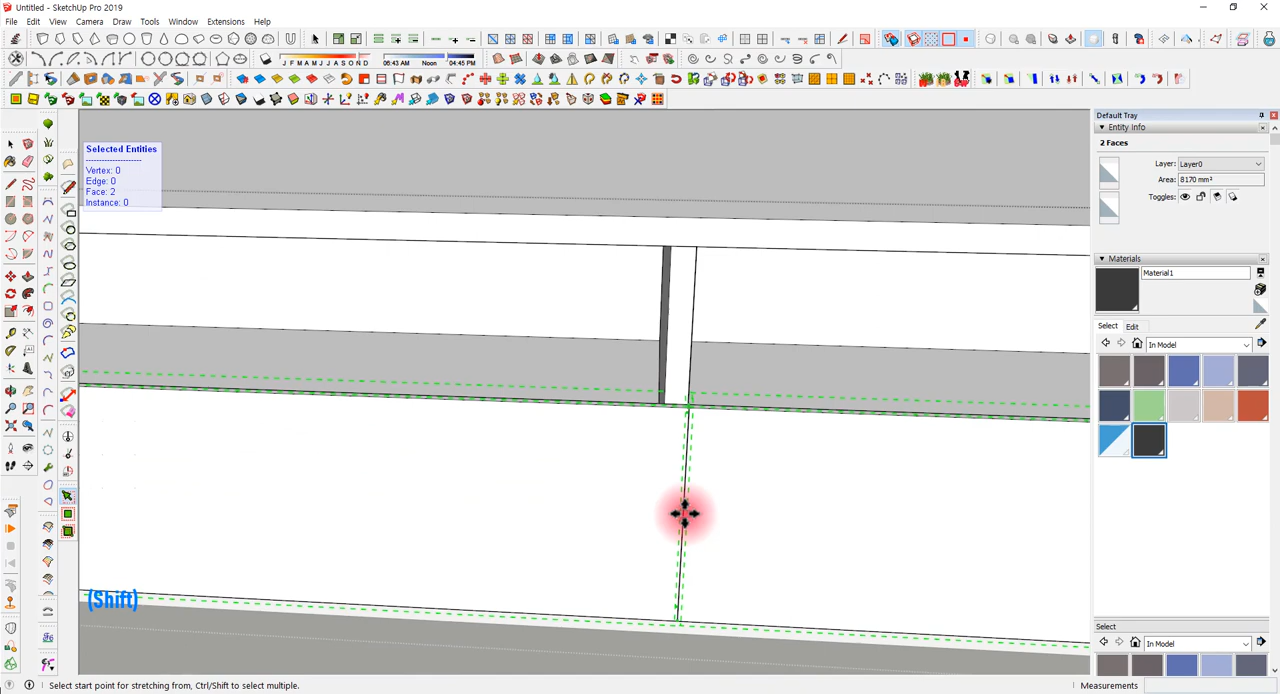 Untitled - SketchUp Pro 2019
File Edit View Camera Draw Tools Window Extensions Help
J F M A M J J A S O N D
06:43 AM Noon 04:45 PM
Selected Entities
Vertex: 0
Edge: 0
Face: 2
Instance: 0
(Shift)
Default Tray
Entity Info
2 Faces
Layer: Layer0
Area: 8170 mm²
Toggles:
Materials
Material1
Select Edit
In Model
Select
In Model
Select start point for stretching from, Ctrl/Shift to select multiple.
Measurements